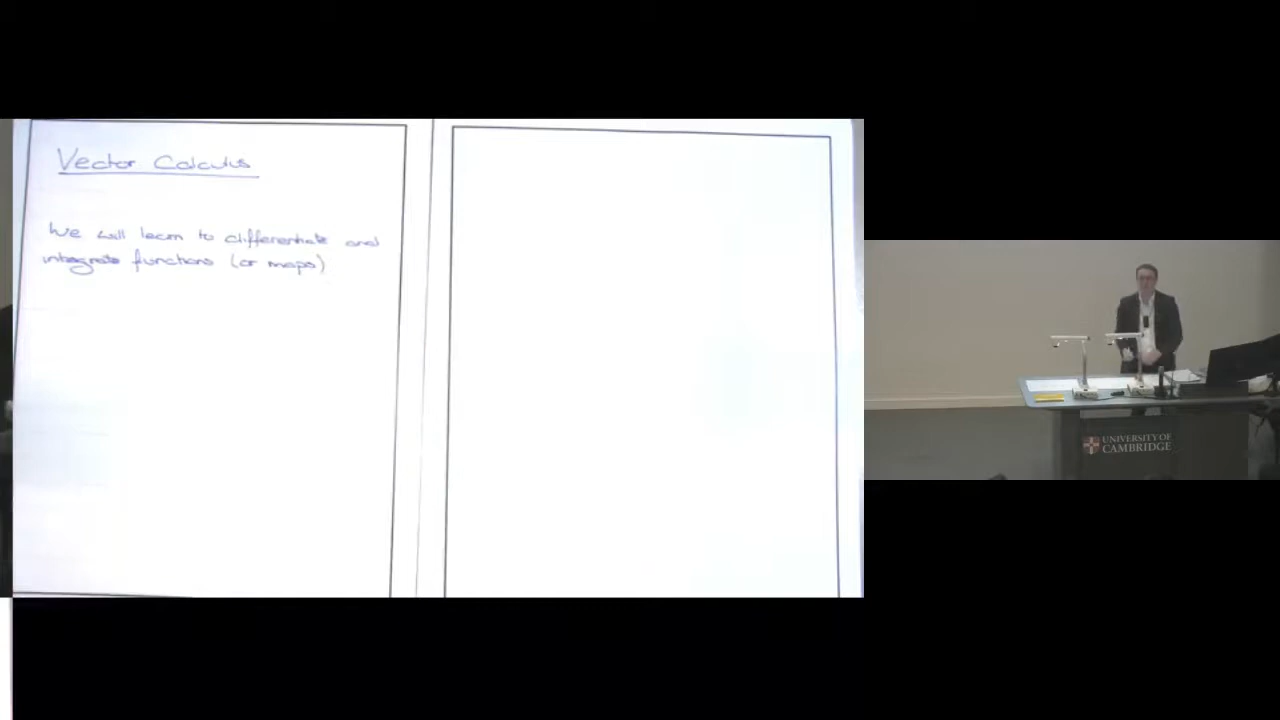 Vector Calculus
We will learn to differentiate and
integrate functions (or maps)
UNIVERSITY OF
CAMBRIDGE